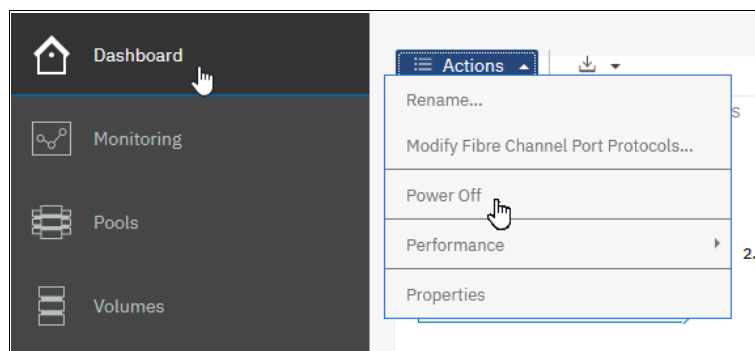 Dashboard
Monitoring
Pools
Volumes
Actions
Rename...
S
Modify Fibre Channel Port Protocols...
Power Off
Performance
2.
Properties